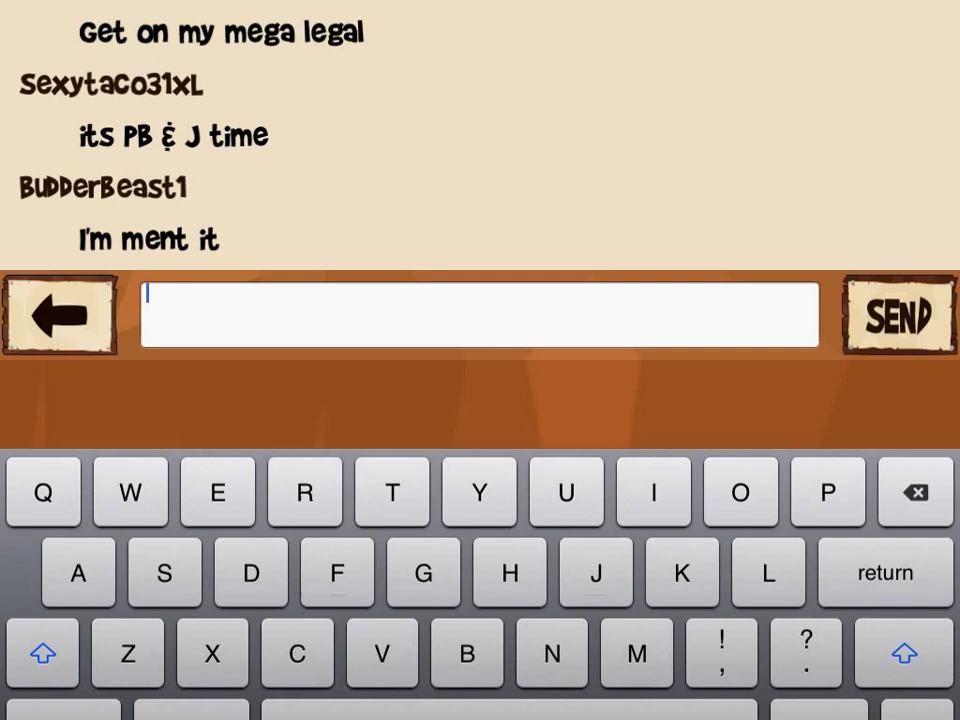 Get on my mega legal
Sexytaco31xL
its PB & J time
BudderBeast1
I'm ment it
SEND
Q W E R T Y U I O P
A S D F G H J K L return
Z X C V B N M ! , ? .